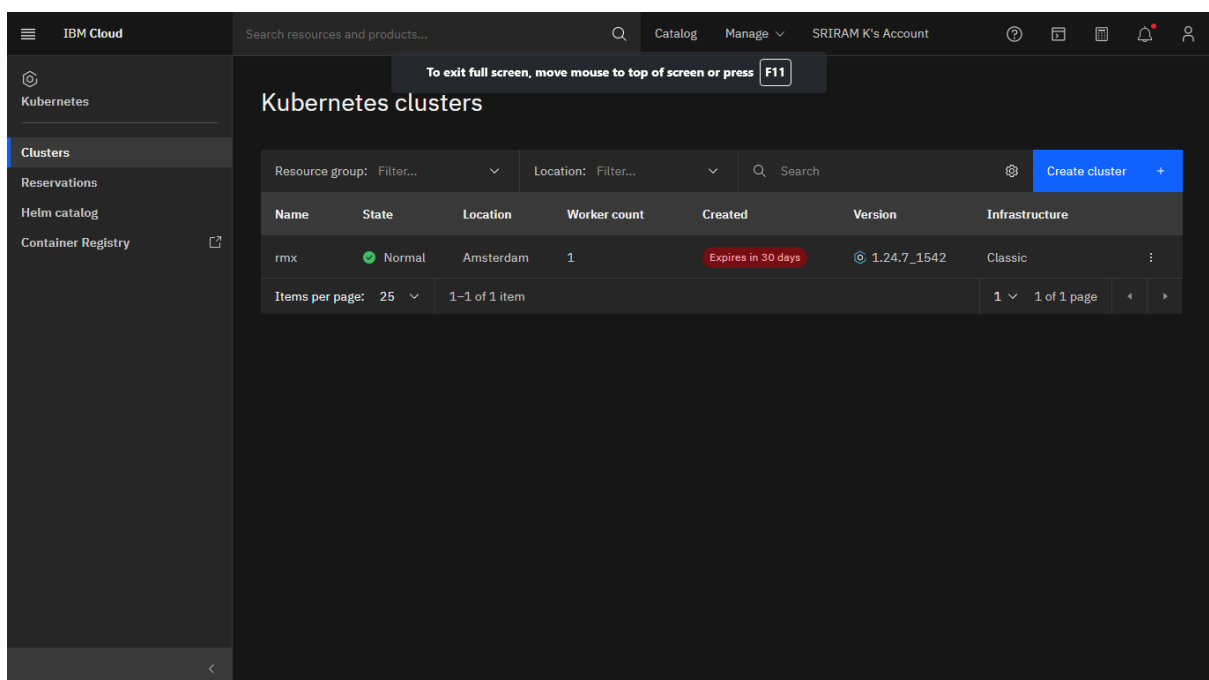 IBM Cloud
Search resources and products...
Catalog
Manage
SRIRAM K's Account
To exit full screen, move mouse to top of screen or press F11
Kubernetes
Clusters
Reservations
Helm catalog
Container Registry
Kubernetes clusters
Resource group: Filter... Location: Filter... Search Create cluster +
Name State Location Worker count Created Version Infrastructure
rmx Normal Amsterdam 1 Expires in 30 days 1.24.7_1542 Classic
Items per page: 25 1–1 of 1 item 1 1 of 1 page